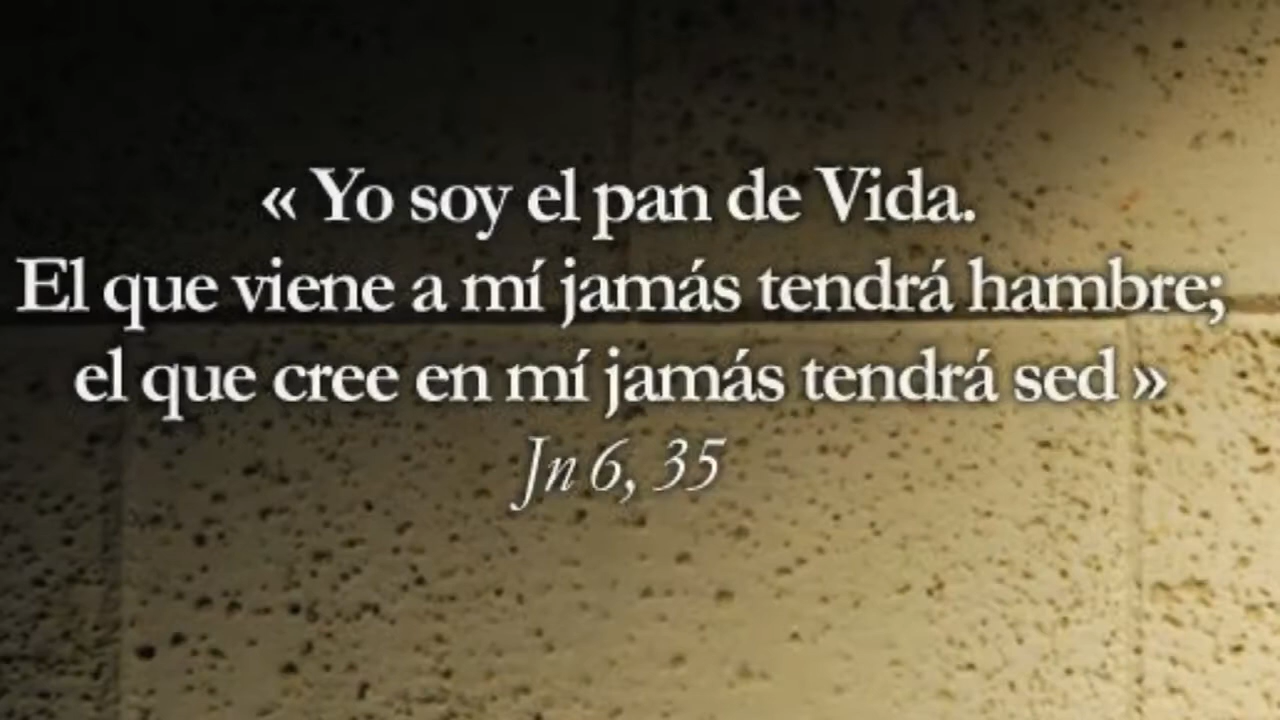 « Yo soy el pan de Vida.
El que viene a mí jamás tendrá hambre;
el que cree en mí jamás tendrá sed »
Jn 6, 35